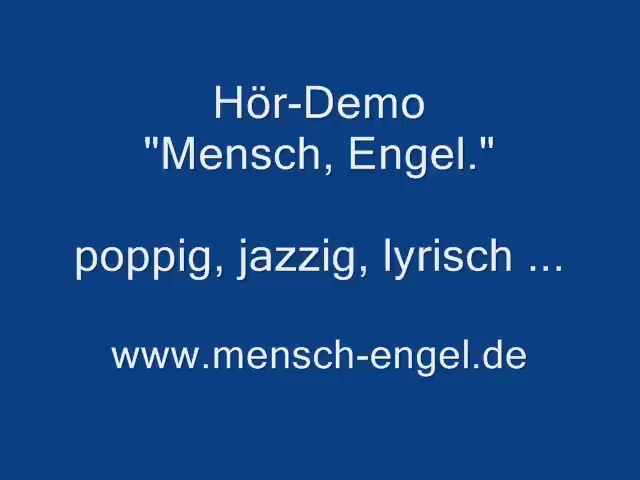 Hör-Demo
"Mensch, Engel."
poppig, jazzig, lyrisch ...
www.mensch-engel.de